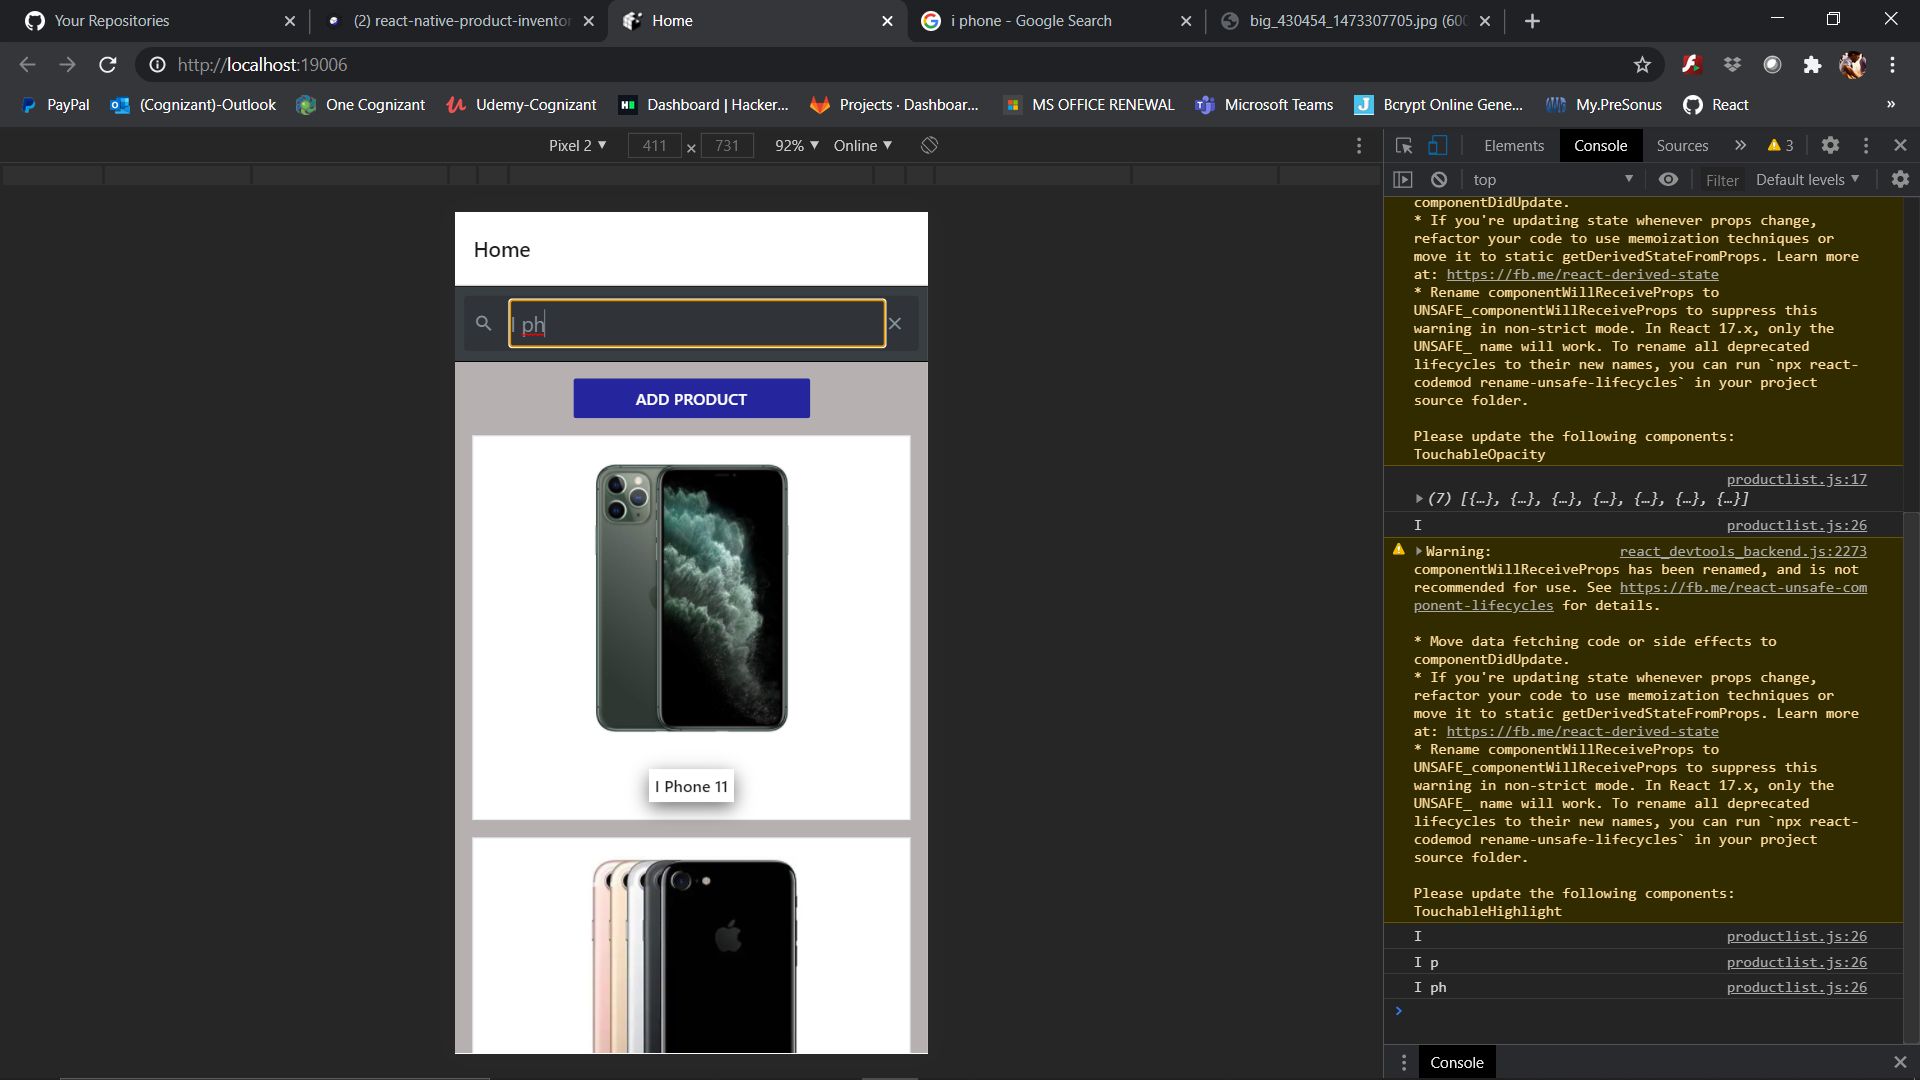 Your Repositories
(2) react-native-product-inventor
Home
i phone - Google Search
big_430454_1473307705.jpg (600
http://localhost:19006
PayPal
(Cognizant)-Outlook
One Cognizant
Udemy-Cognizant
Dashboard | Hacker...
Projects · Dashboar...
MS OFFICE RENEWAL
Microsoft Teams
Bcrypt Online Gene...
My.PreSonus
React
»
Pixel 2
411
×
731
92%
Online
Home
I ph
ADD PRODUCT
I Phone 11
Elements
Console
Sources
»
3
top
Filter
Default levels
componentDidUpdate.
* If you're updating state whenever props change,
refactor your code to use memoization techniques or
move it to static getDerivedStateFromProps. Learn more
at: https://fb.me/react-derived-state
* Rename componentWillReceiveProps to
UNSAFE_componentWillReceiveProps to suppress this
warning in non-strict mode. In React 17.x, only the
UNSAFE_ name will work. To rename all deprecated
lifecycles to their new names, you can run `npx react-
codemod rename-unsafe-lifecycles` in your project
source folder.
Please update the following components:
TouchableOpacity
productlist.js:17
(7) [{…}, {…}, {…}, {…}, {…}, {…}, {…}]
I productlist.js:26
Warning: react_devtools_backend.js:2273
componentWillReceiveProps has been renamed, and is not
recommended for use. See https://fb.me/react-unsafe-com
ponent-lifecycles for details.
* Move data fetching code or side effects to
componentDidUpdate.
* If you're updating state whenever props change,
refactor your code to use memoization techniques or
move it to static getDerivedStateFromProps. Learn more
at: https://fb.me/react-derived-state
* Rename componentWillReceiveProps to
UNSAFE_componentWillReceiveProps to suppress this
warning in non-strict mode. In React 17.x, only the
UNSAFE_ name will work. To rename all deprecated
lifecycles to their new names, you can run `npx react-
codemod rename-unsafe-lifecycles` in your project
source folder.
Please update the following components:
TouchableHighlight
I productlist.js:26
I p productlist.js:26
I ph productlist.js:26
Console